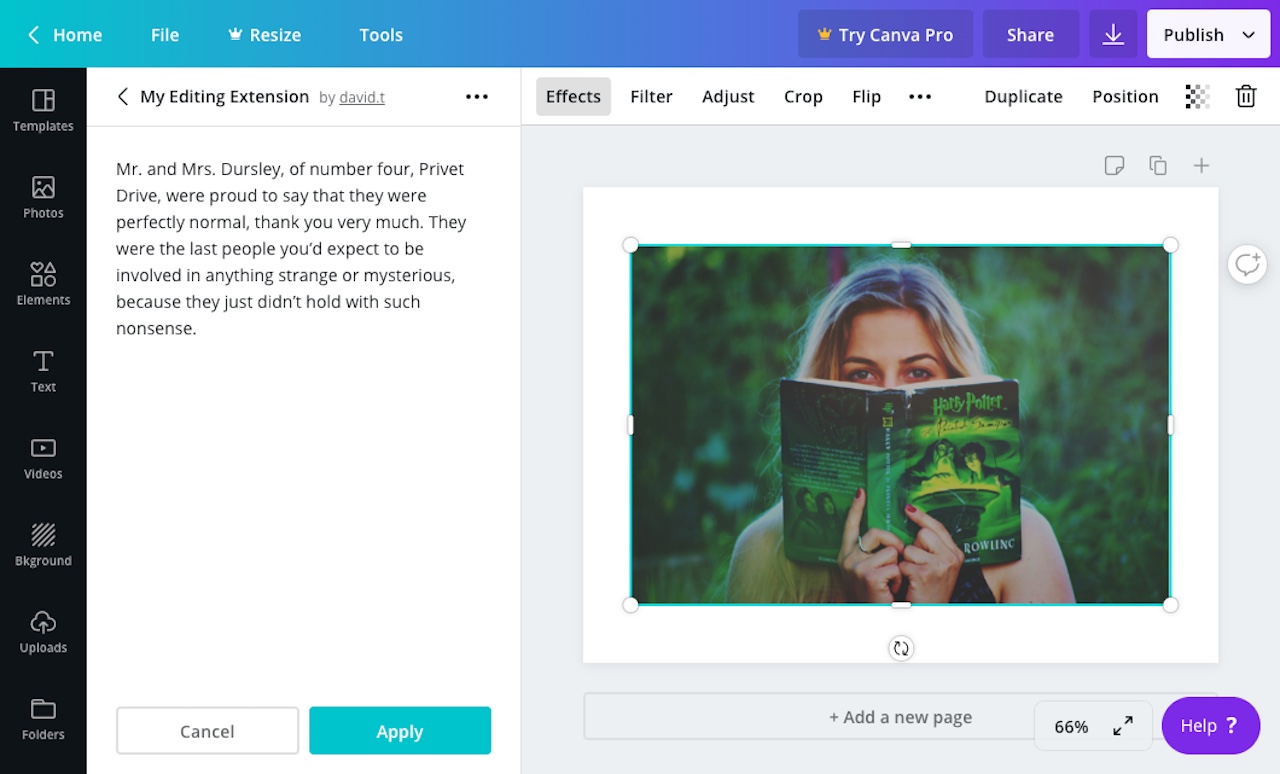 Home
File
Resize
Tools
Try Canva Pro
Share
Publish
Templates
Photos
Elements
Text
Videos
Bkground
Uploads
Folders
My Editing Extension by david.t
Mr. and Mrs. Dursley, of number four, Privet
Drive, were proud to say that they were
perfectly normal, thank you very much. They
were the last people you’d expect to be
involved in anything strange or mysterious,
because they just didn’t hold with such
nonsense.
Cancel
Apply
Effects
Filter
Adjust
Crop
Flip
Duplicate
Position
Harry Potter
ROWLING
+ Add a new page
66%
Help ?